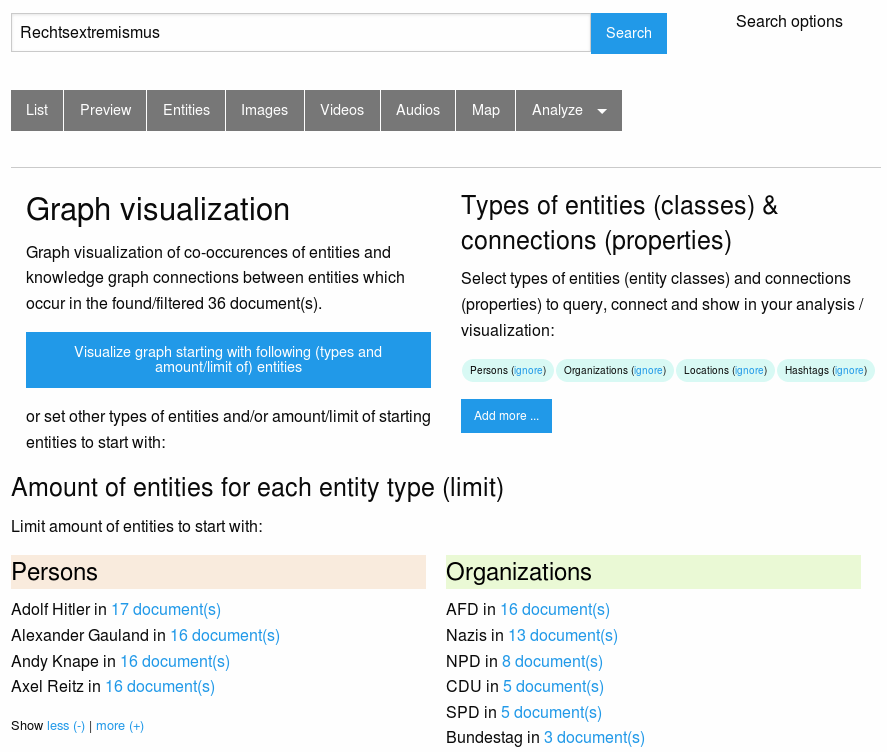 Rechtsextremismus
Search
Search options
List
Preview
Entities
Images
Videos
Audios
Map
Analyze
Graph visualization
Graph visualization of co-occurences of entities and
knowledge graph connections between entities which
occur in the found/filtered 36 document(s).
Visualize graph starting with following (types and
amount/limit of) entities
or set other types of entities and/or amount/limit of starting
entities to start with:
Types of entities (classes) &
connections (properties)
Select types of entities (entity classes) and connections
(properties) to query, connect and show in your analysis /
visualization:
Persons (ignore)
Organizations (ignore)
Locations (ignore)
Hashtags (ignore)
Add more ...
Amount of entities for each entity type (limit)
Limit amount of entities to start with:
Persons
Adolf Hitler in 17 document(s)
Alexander Gauland in 16 document(s)
Andy Knape in 16 document(s)
Axel Reitz in 16 document(s)
Show less (-) | more (+)
Organizations
AFD in 16 document(s)
Nazis in 13 document(s)
NPD in 8 document(s)
CDU in 5 document(s)
SPD in 5 document(s)
Bundestag in 3 document(s)